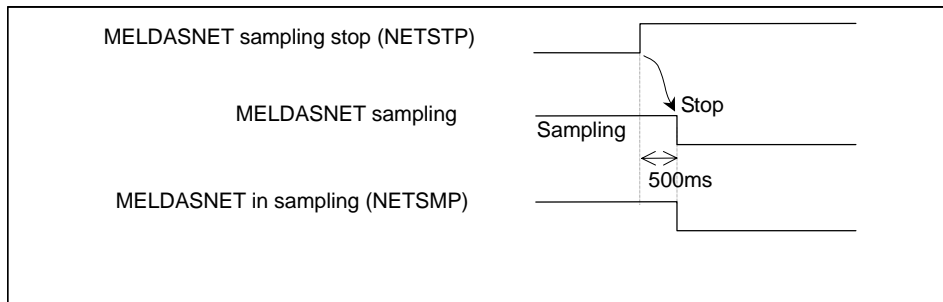 MELDASNET sampling stop (NETSTP)
MELDASNET sampling
Stop
Sampling
500ms
MELDASNET in sampling (NETSMP)